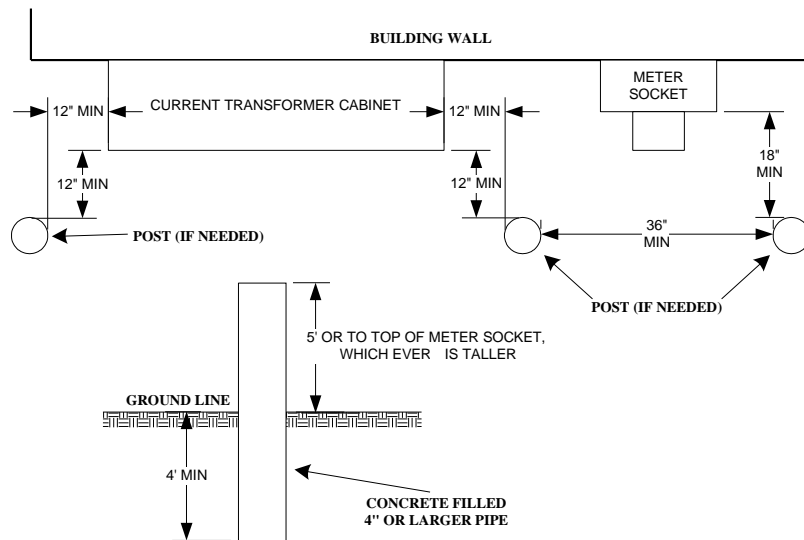 BUILDING WALL
METER
SOCKET
12" MIN
CURRENT TRANSFORMER CABINET
12" MIN
12" MIN
12" MIN
18"
MIN
POST (IF NEEDED)
36"
MIN
POST (IF NEEDED)
5' OR TO TOP OF METER SOCKET,
WHICH EVER IS TALLER
GROUND LINE
4' MIN
CONCRETE FILLED
4" OR LARGER PIPE